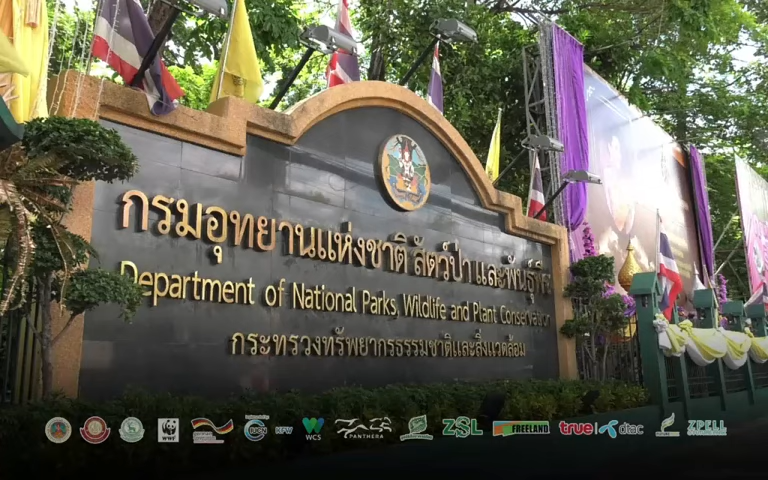 กรมอุทยานแห่งชาติ สัตว์ป่า และพันธุ์พืช
Department of National Parks, Wildlife and Plant Conservation
กระทรวงทรัพยากรธรรมชาติและสิ่งแวดล้อม
WWF IUCN KFW WCS PANTHERA ZSL FREELAND true dtac ZPELL